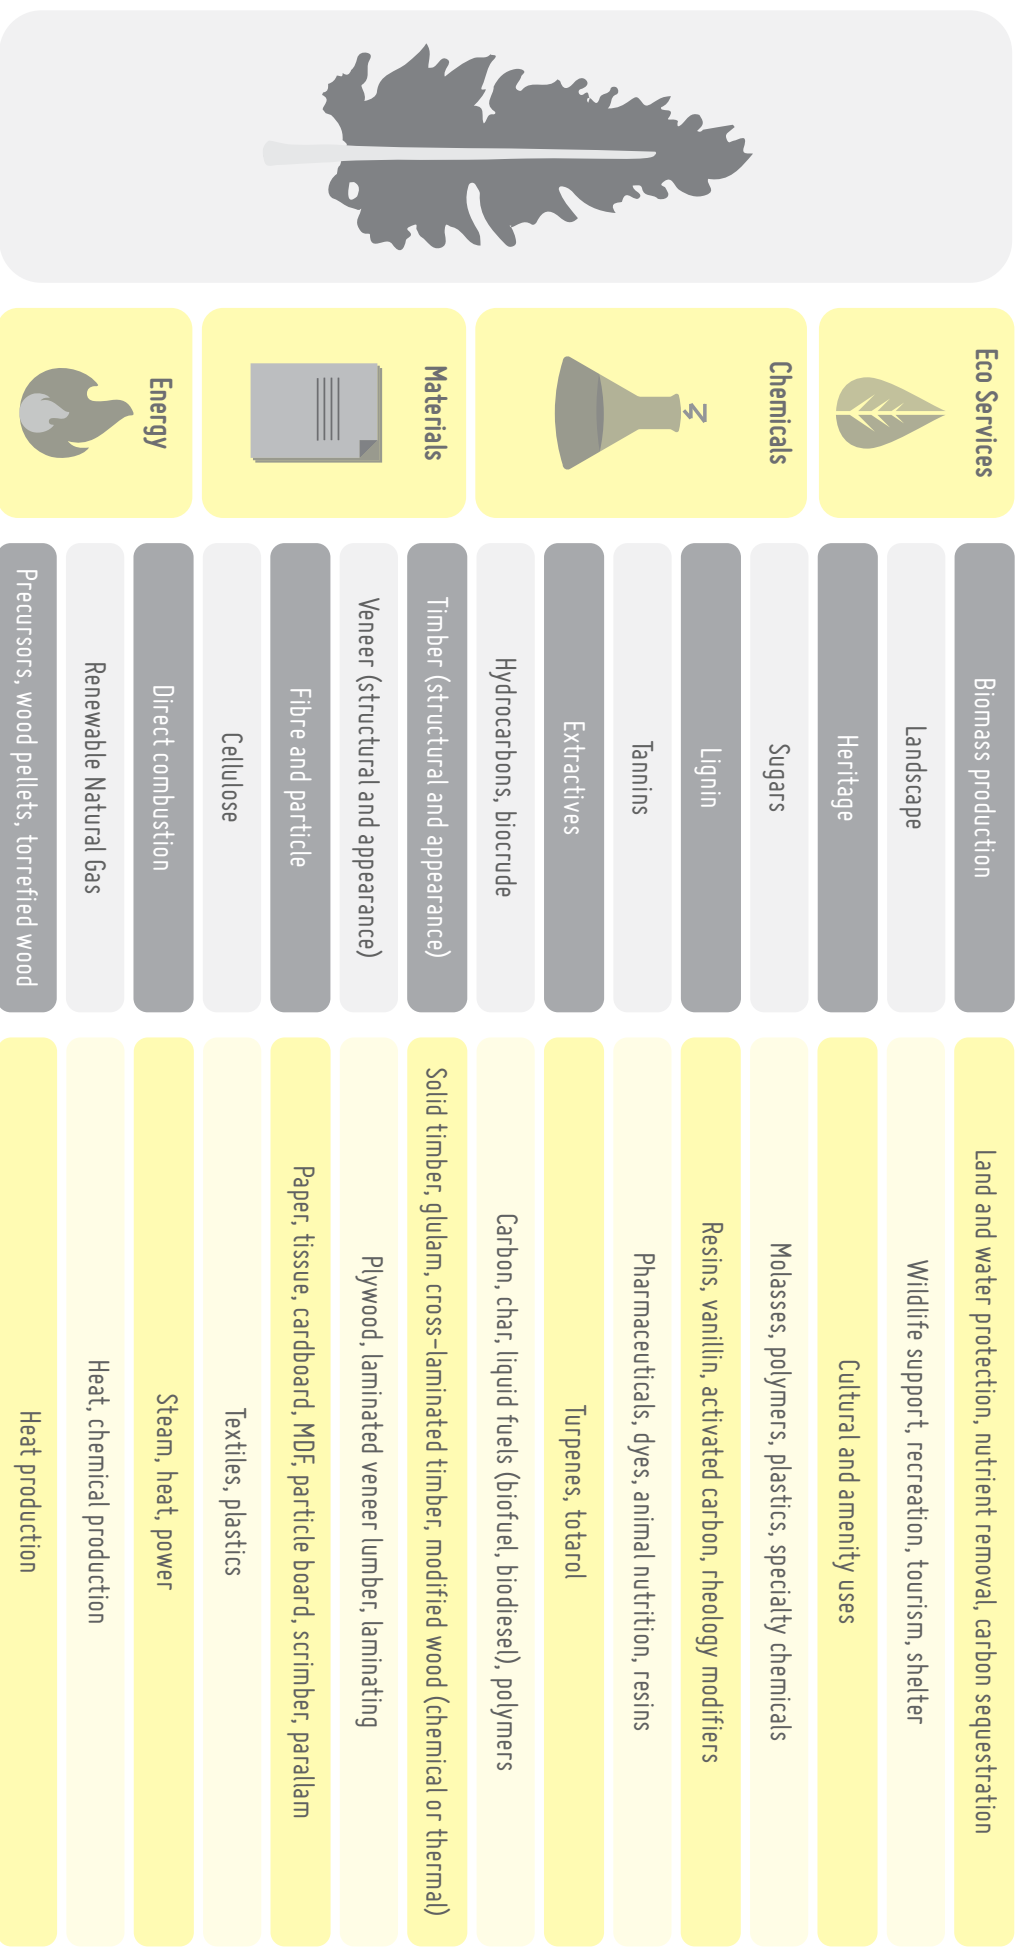 Eco Services
Biomass production
Land and water protection, nutrient removal, carbon sequestration
Landscape
Wildlife support, recreation, tourism, shelter
Heritage
Cultural and amenity uses
Chemicals
Sugars
Molasses, polymers, plastics, specialty chemicals
Lignin
Resins, vanillin, activated carbon, rheology modifiers
Tannins
Pharmaceuticals, dyes, animal nutrition, resins
Extractives
Turpenes, totarol
Hydrocarbons, biocrude
Carbon, char, liquid fuels (biofuel, biodiesel), polymers
Materials
Timber (structural and appearance)
Solid timber, glulam, cross-laminated timber, modified wood (chemical or thermal)
Veneer (structural and appearance)
Plywood, laminated veneer lumber, laminating
Fibre and particle
Paper, tissue, cardboard, MDF, particle board, scrimber, parallam
Cellulose
Textiles, plastics
Energy
Direct combustion
Steam, heat, power
Renewable Natural Gas
Heat, chemical production
Precursors, wood pellets, torrefied wood
Heat production